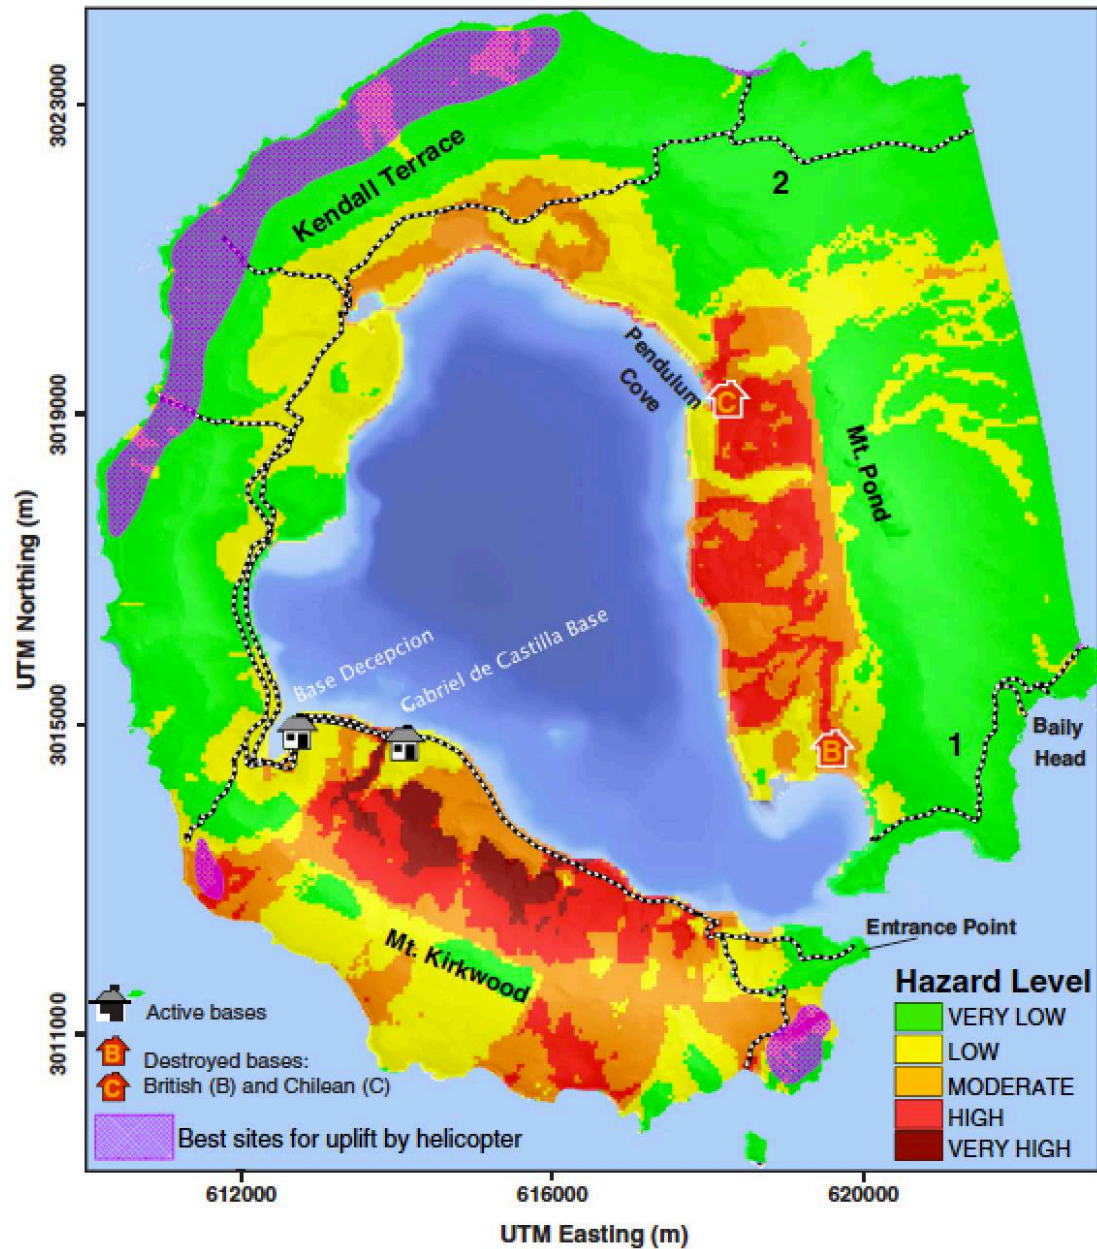 3023000
3019000
3015000
3011000
UTM Northing (m)
Kendall Terrace
2
Pendulum
Cove
C
Mt. Pond
Base Decepcion
Gabriel de Castilla Base
B
1
Baily
Head
Entrance Point
Mt. Kirkwood
Active bases
B
Destroyed bases:
C
British (B) and Chilean (C)
Best sites for uplift by helicopter
Hazard Level
VERY LOW
LOW
MODERATE
HIGH
VERY HIGH
612000
616000
620000
UTM Easting (m)